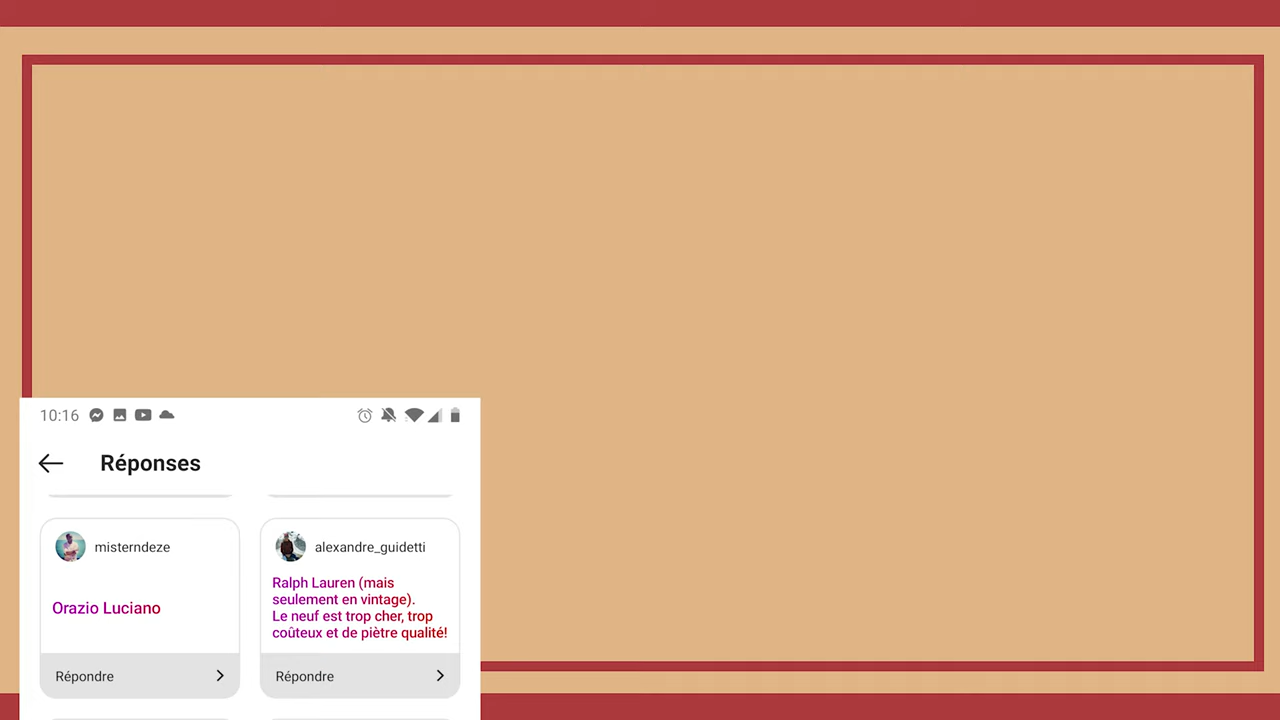 10:16
Réponses
misterndeze
Orazio Luciano
Répondre
alexandre_guidetti
Ralph Lauren (mais
seulement en vintage).
Le neuf est trop cher, trop
coûteux et de piètre qualité!
Répondre